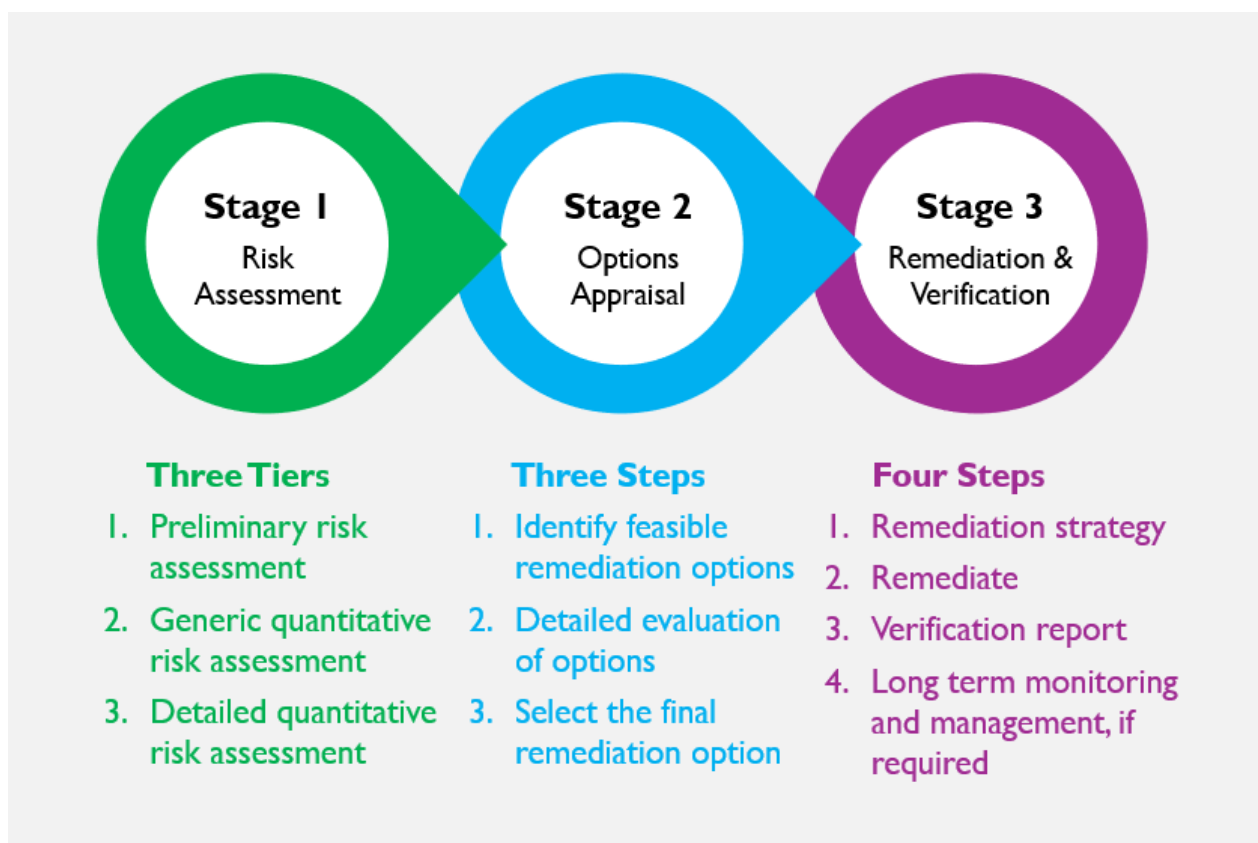 Stage 1
Risk
Assessment
Stage 2
Options
Appraisal
Stage 3
Remediation &
Verification
Three Tiers
1. Preliminary risk
assessment
2. Generic quantitative
risk assessment
3. Detailed quantitative
risk assessment
Three Steps
1. Identify feasible
remediation options
2. Detailed evaluation
of options
3. Select the final
remediation option
Four Steps
1. Remediation strategy
2. Remediate
3. Verification report
4. Long term monitoring
and management, if
required